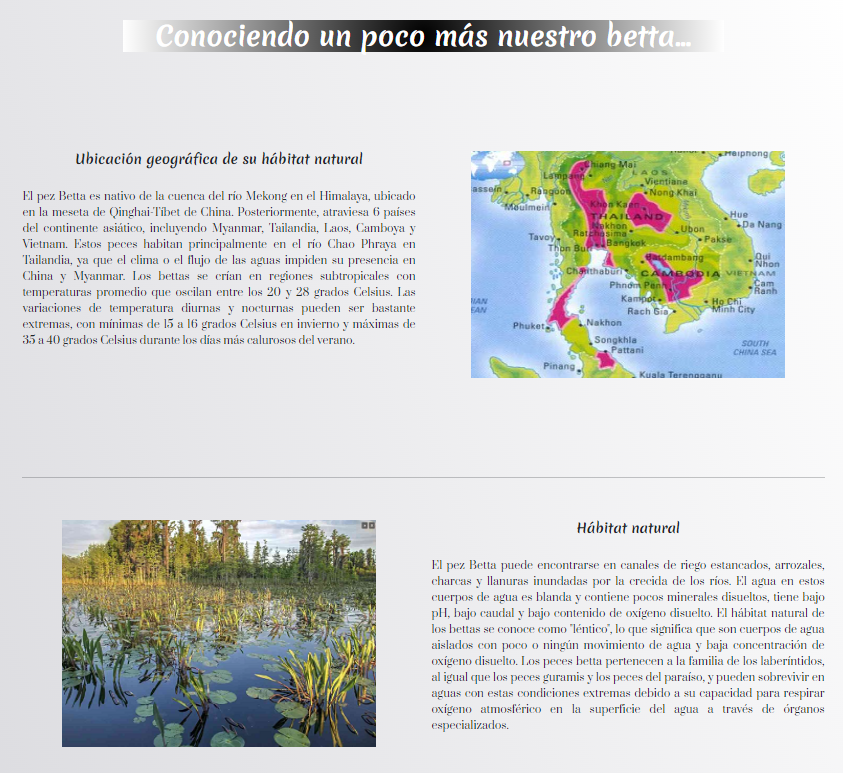 Conociendo un poco más nuestro betta...
Ubicación geográfica de su hábitat natural
El pez Betta es nativo de la cuenca del río Mekong en el Himalaya, ubicado
en la meseta de Qinghai-Tibet de China. Posteriormente, atraviesa 6 países
del continente asiático, incluyendo Myanmar, Tailandia, Laos, Camboya y
Vietnam. Estos peces habitan principalmente en el río Chao Phraya en
Tailandia, ya que el clima o el flujo de las aguas impiden su presencia en
China y Myanmar. Los bettas se crían en regiones subtropicales con
temperaturas promedio que oscilan entre los 20 y 28 grados Celsius. Las
variaciones de temperatura diurnas y nocturnas pueden ser bastante
extremas, con mínimas de 15 a 16 grados Celsius en invierno y máximas de
35 a 40 grados Celsius durante los días más calurosos del verano.
Haiphong
Chiang Mai
LAOS
Lampaen
Vientiane
assein
Rangoon
Nong Khai
Moulmein
Khon Kaen
THAILAND
Hue
Nakhon
Ratchasima
Da Nang
Ubon
Tavoy
Pakse
Thon Buri
Bangkok
Battdambang
Qui
Nhon
Chanthaburi
CAMBODIA
VIETNAM
Phnom Penh
Cam
Ranh
Kampot
Ho Chi
Minh City
Rach Gia
IAN
EAN
Phuket
Nakhon
Songkhla
Pattani
SOUTH
CHINA SEA
Pinang
Kuala Terengganu
Hábitat natural
El pez Betta puede encontrarse en canales de riego estancados, arrozales,
charcas y llanuras inundadas por la crecida de los ríos. El agua en estos
cuerpos de agua es blanda y contiene pocos minerales disueltos, tiene bajo
pH, bajo caudal y bajo contenido de oxígeno disuelto. El hábitat natural de
los bettas se conoce como "léntico", lo que significa que son cuerpos de agua
aislados con poco o ningún movimiento de agua y baja concentración de
oxígeno disuelto. Los peces betta pertenecen a la familia de los laberíntidos,
al igual que los peces guramis y los peces del paraíso, y pueden sobrevivir en
aguas con estas condiciones extremas debido a su capacidad para respirar
oxígeno atmosférico en la superficie del agua a través de órganos
especializados.